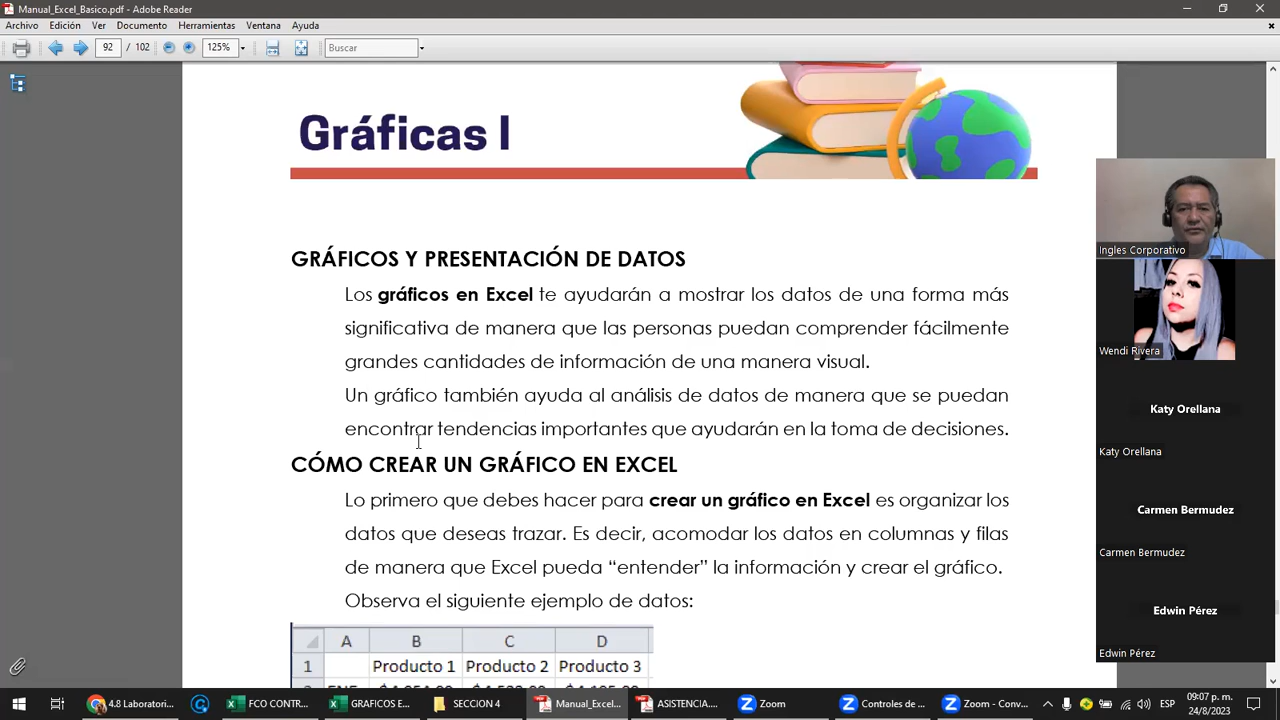 Manual_Excel_Basico.pdf - Adobe Reader
Archivo Edición Ver Documento Herramientas Ventana Ayuda
92 / 102 125% Buscar
Gráficas I
GRÁFICOS Y PRESENTACIÓN DE DATOS
Los gráficos en Excel te ayudarán a mostrar los datos de una forma más
significativa de manera que las personas puedan comprender fácilmente
grandes cantidades de información de una manera visual.
Un gráfico también ayuda al análisis de datos de manera que se puedan
encontrar tendencias importantes que ayudarán en la toma de decisiones.
CÓMO CREAR UN GRÁFICO EN EXCEL
Lo primero que debes hacer para crear un gráfico en Excel es organizar los
datos que deseas trazar. Es decir, acomodar los datos en columnas y filas
de manera que Excel pueda “entender” la información y crear el gráfico.
Observa el siguiente ejemplo de datos:
A B C D
1 Producto 1 Producto 2 Producto 3
Ingles Corporativo
Wendi Rivera
Katy Orellana
Katy Orellana
Carmen Bermudez
Carmen Bermudez
Edwin Pérez
Edwin Pérez
4.8 Laboratori... FCO CONTR... GRAFICOS E... SECCION 4 Manual_Excel... ASISTENCIA.... Zoom Controles de ... Zoom - Conv... ESP
09:07 p. m.
24/8/2023